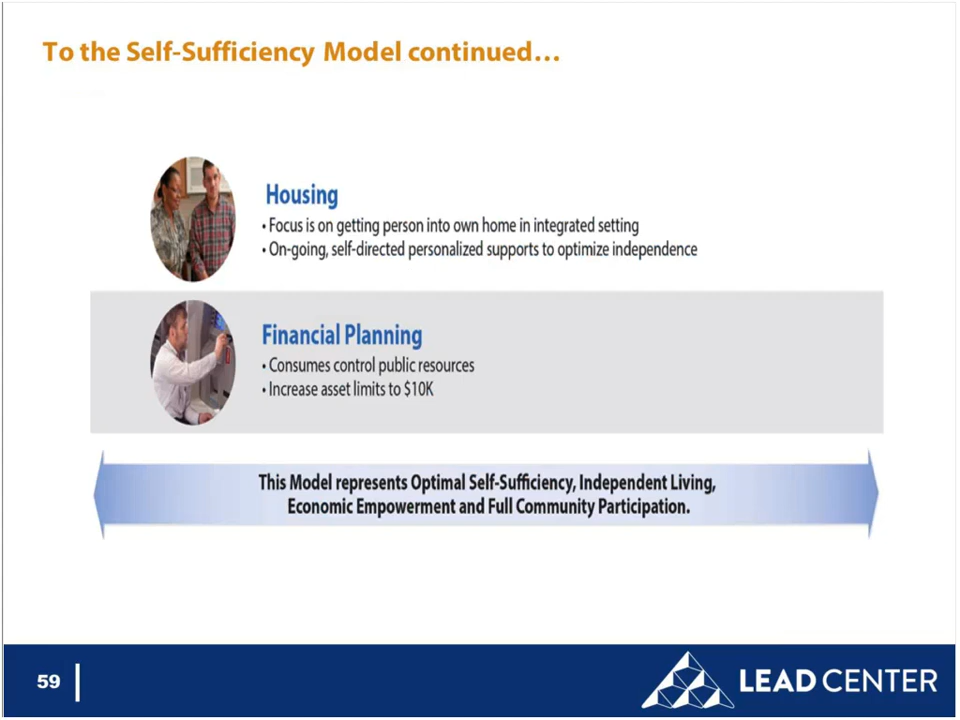 To the Self-Sufficiency Model continued…
Housing
• Focus is on getting person into own home in integrated setting
• On-going, self-directed personalized supports to optimize independence
Financial Planning
• Consumes control public resources
• Increase asset limits to $10K
This Model represents Optimal Self-Sufficiency, Independent Living,
Economic Empowerment and Full Community Participation.
59
LEAD CENTER